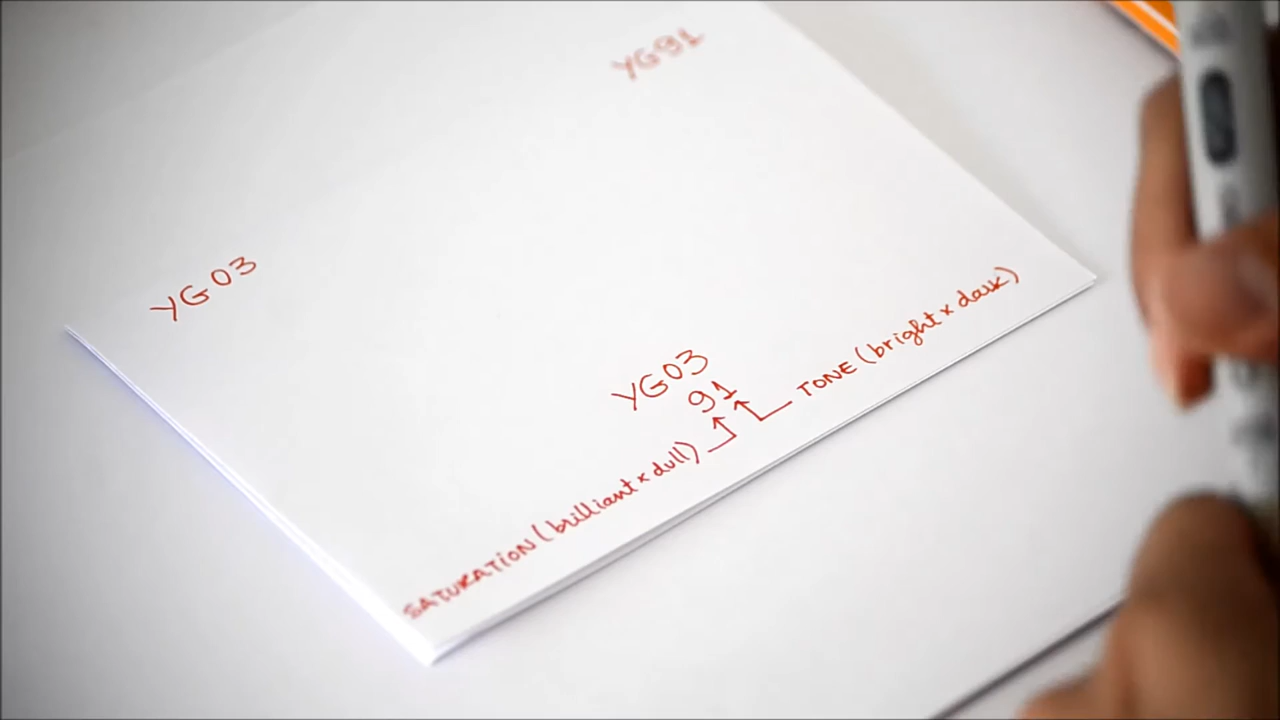 YG91
YG03
YG03
91
TONE (bright x dark)
SATURATION (brilliant x dull)